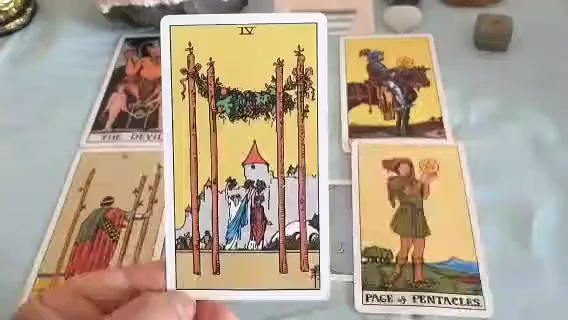 IV
THE DEVIL
PAGE of PENTACLES